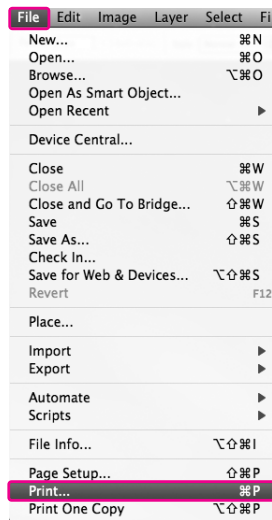 File Edit Image Layer Select Fi
New... ⌘N
Open... ⌘O
Browse... ⌥⌘O
Open As Smart Object...
Open Recent ▶
Device Central...
Close ⌘W
Close All ⌥⌘W
Close and Go To Bridge... ⇧⌘W
Save ⌘S
Save As... ⇧⌘S
Check In...
Save for Web & Devices... ⌥⇧⌘S
Revert F12
Place...
Import ▶
Export ▶
Automate ▶
Scripts ▶
File Info... ⌥⇧⌘I
Page Setup... ⇧⌘P
Print... ⌘P
Print One Copy ⌥⇧⌘P